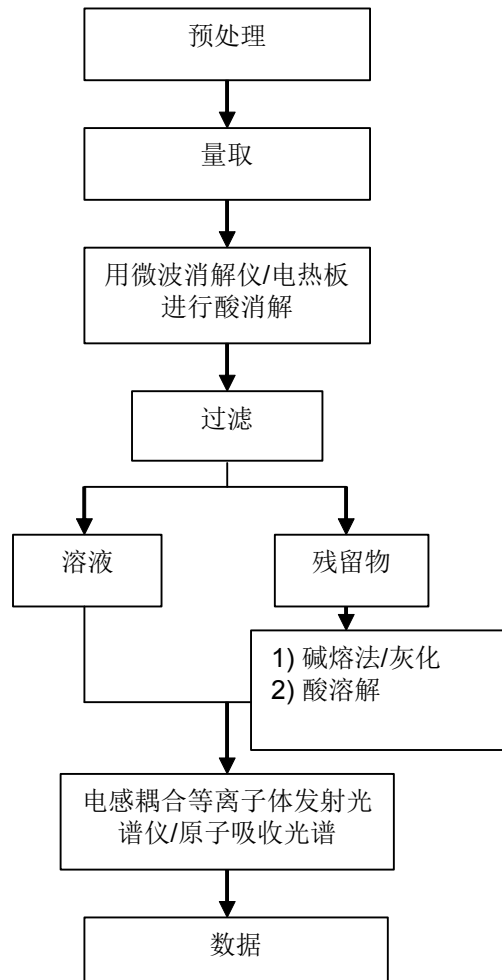 预处理
量取
用微波消解仪/电热板
进行酸消解
过滤
溶液
残留物
1) 碱熔法/灰化
2) 酸溶解
电感耦合等离子体发射光
谱仪/原子吸收光谱
数据